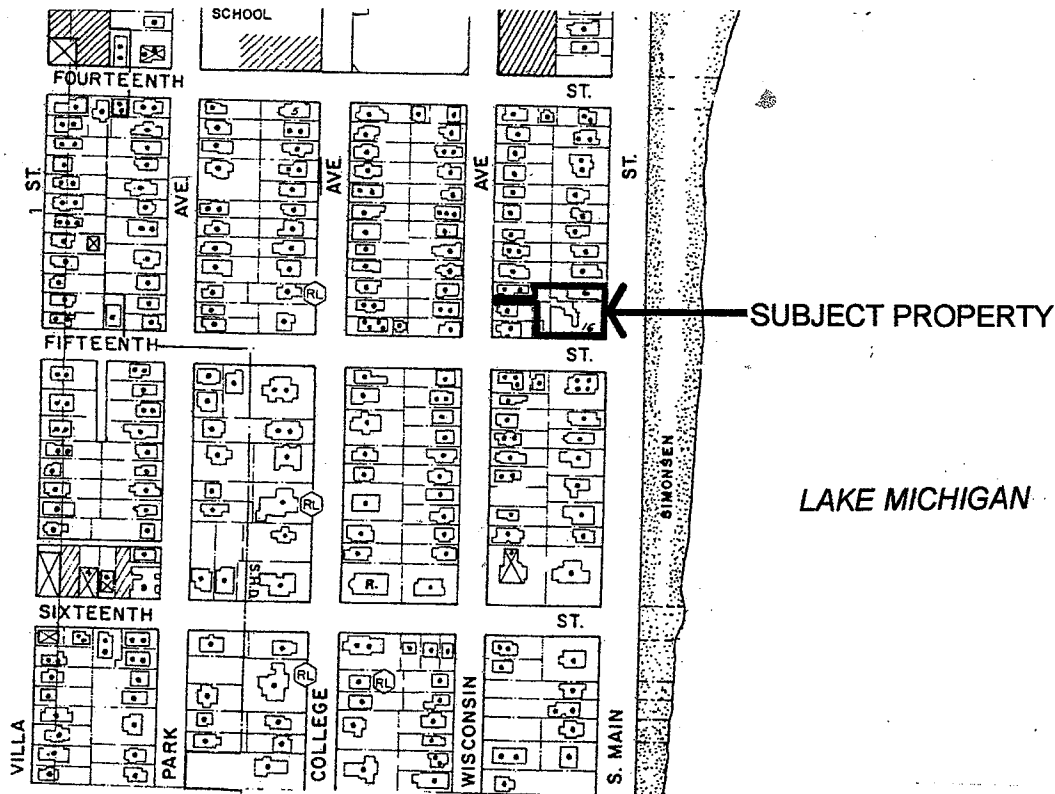 SCHOOL
FOURTEENTH
ST.
ST.
AVE.
AVE.
AVE
ST.
RL
SUBJECT PROPERTY
16
FIFTEENTH
ST.
SIMONSEN
LAKE MICHIGAN
RL
S.H.D.
R.
SIXTEENTH
ST.
RL
RL
VILLA
PARK
COLLEGE
WISCONSIN
S. MAIN